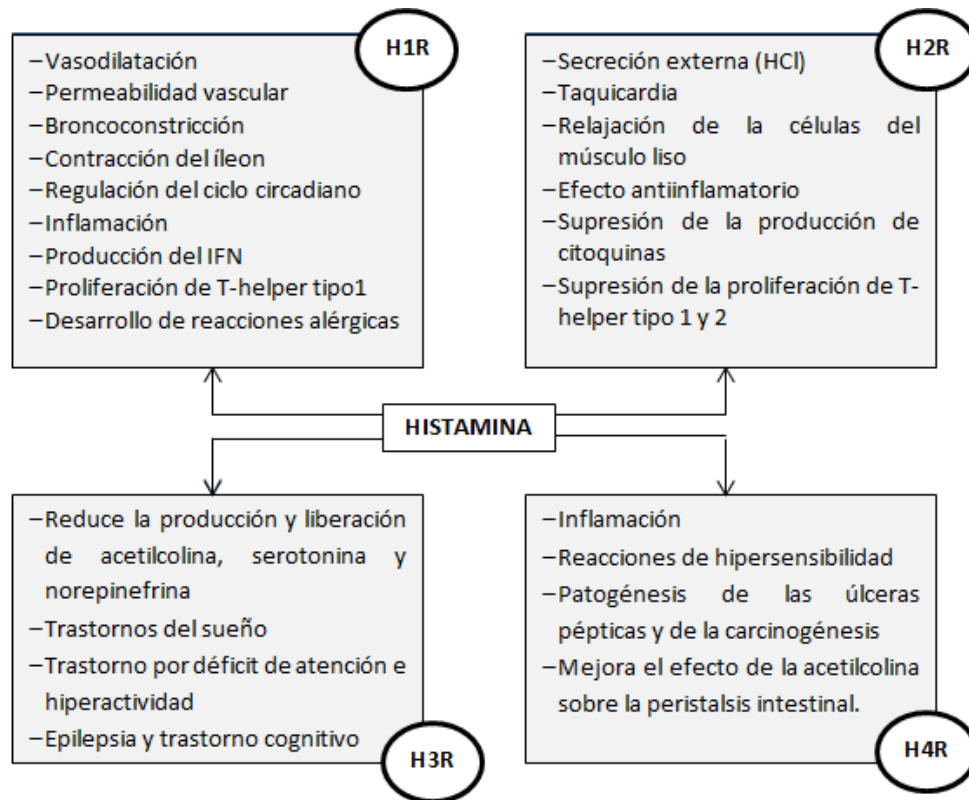 H1R
–Vasodilatación
–Permeabilidad vascular
–Broncoconstricción
–Contracción del íleon
–Regulación del ciclo circadiano
–Inflamación
–Producción del IFN
–Proliferación de T-helper tipo1
–Desarrollo de reacciones alérgicas
H2R
–Secreción externa (HCl)
–Taquicardia
–Relajación de la células del
músculo liso
–Efecto antiinflamatorio
–Supresión de la producción de
citoquinas
–Supresión de la proliferación de T-
helper tipo 1 y 2
HISTAMINA
–Reduce la producción y liberación
de acetilcolina, serotonina y
norepinefrina
–Trastornos del sueño
–Trastorno por déficit de atención e
hiperactividad
–Epilepsia y trastorno cognitivo
H3R
–Inflamación
–Reacciones de hipersensibilidad
–Patogénesis de las úlceras
pépticas y de la carcinogénesis
–Mejora el efecto de la acetilcolina
sobre la peristalsis intestinal.
H4R